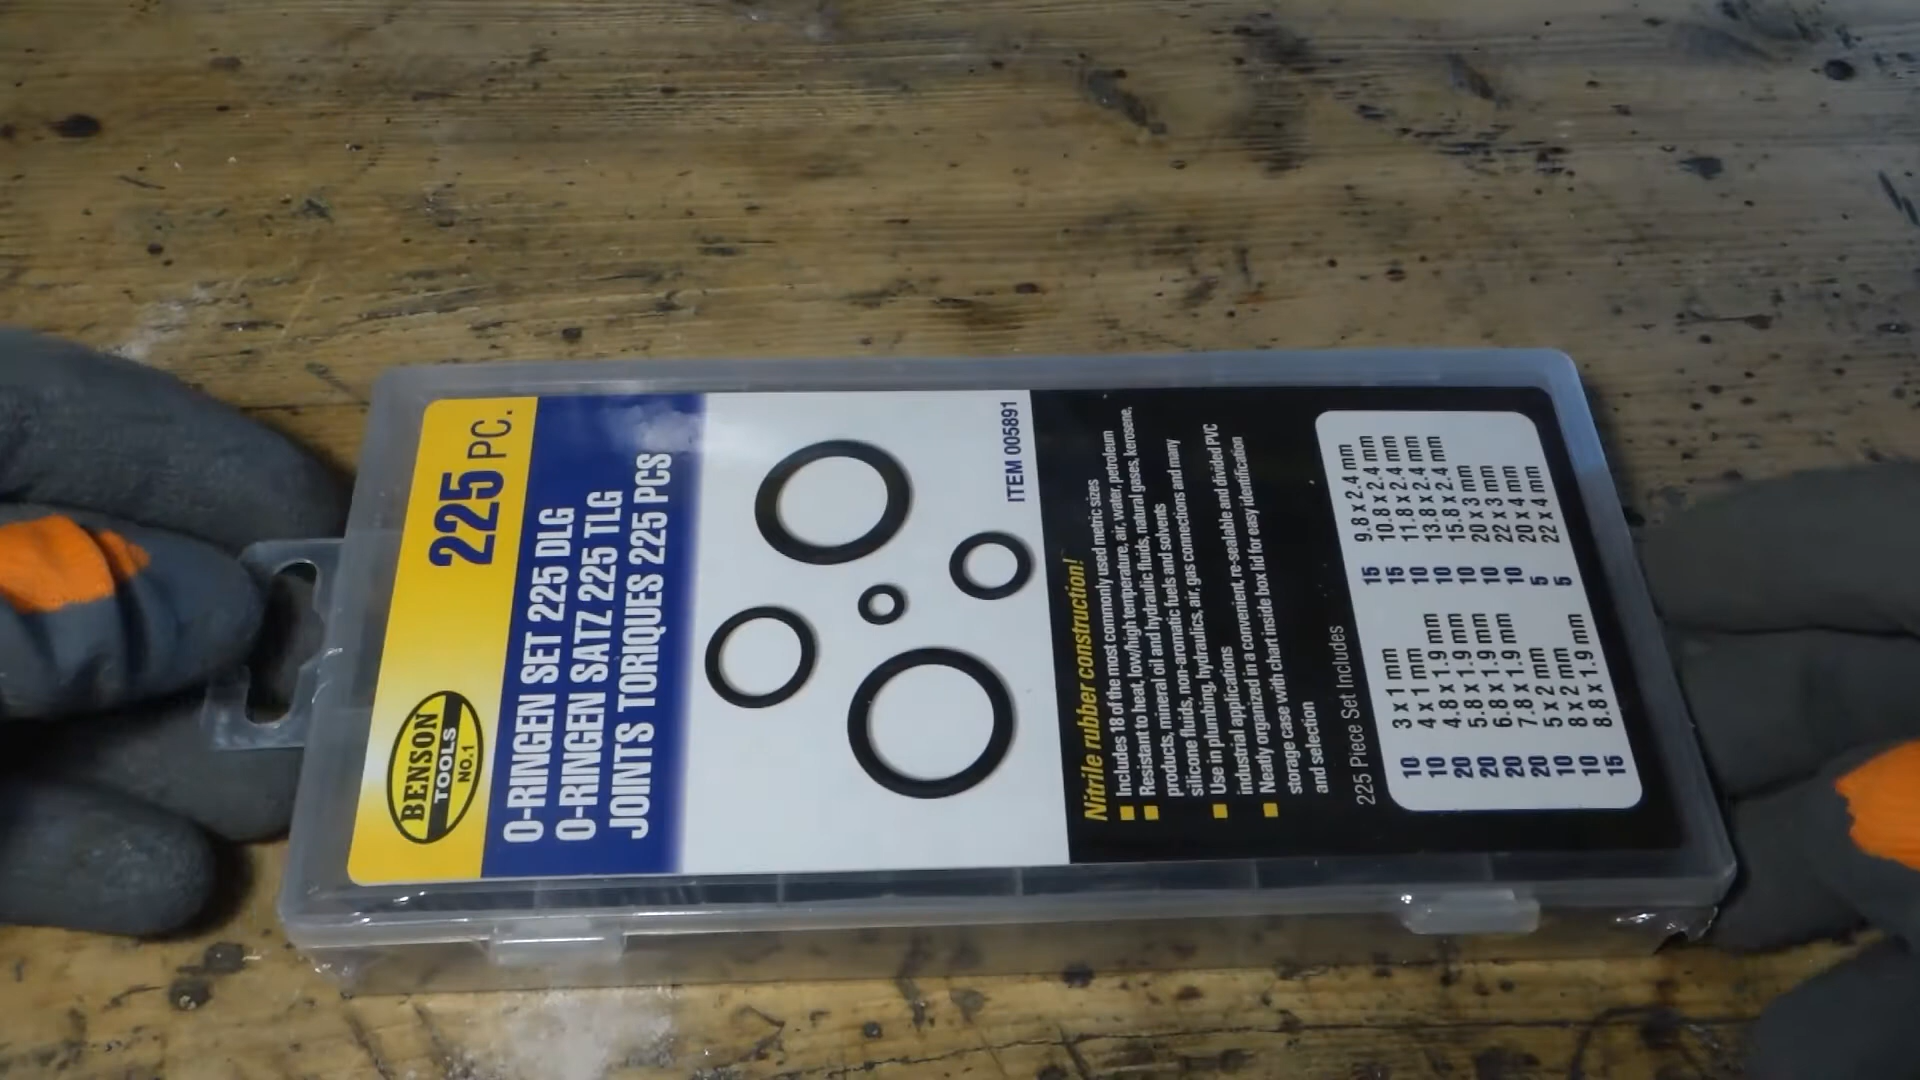 225 PC.
BENSON
TOOLS
NO.1
O-RINGEN SET 225 DLG
O-RINGEN SATZ 225 TLG
JOINTS TORIQUES 225 PCS
ITEM 005891
Nitrile rubber construction!
Includes 18 of the most commonly used metric sizes
Resistant to heat, low/high temperature, air, water, petroleum
products, mineral oil and hydraulic fluids, natural gases, kerosene,
silicone fluids, non-aromatic fuels and solvents
Use in plumbing, hydraulics, air, gas connections and many
industrial applications
Neatly organized in a convenient, re-sealable and divided PVC
storage case with chart inside box lid for easy identification
and selection
225 Piece Set Includes
10 3 x 1 mm 15 9.8 x 2.4 mm
10 4 x 1 mm 15 10.8 x 2.4 mm
20 4.8 x 1.9 mm 10 11.8 x 2.4 mm
20 5.8 x 1.9 mm 10 13.8 x 2.4 mm
20 6.8 x 1.9 mm 10 15.8 x 2.4 mm
20 7.8 x 1.9 mm 10 20 x 3 mm
10 5 x 2 mm 10 22 x 3 mm
10 8 x 2 mm 5 20 x 4 mm
15 8.8 x 1.9 mm 5 22 x 4 mm